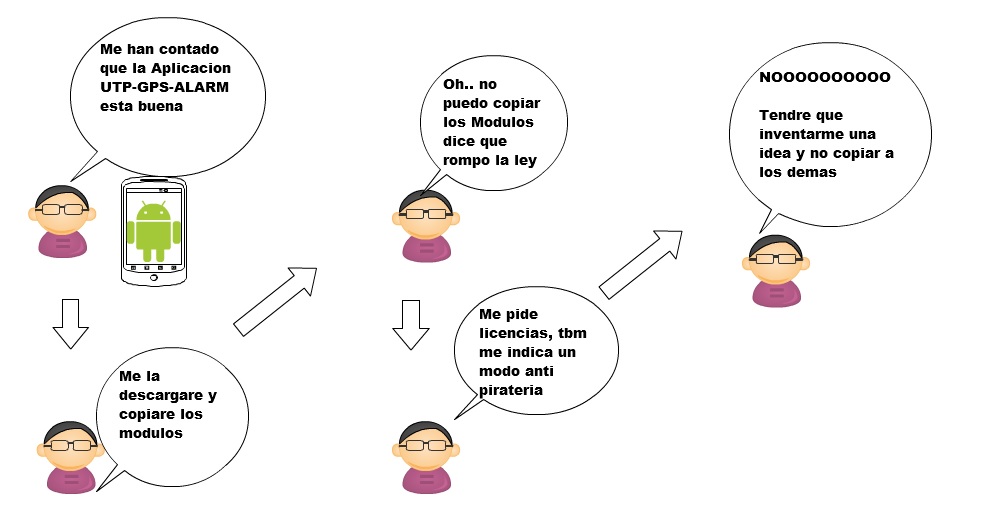 Me han contado
que la Aplicacion
UTP-GPS-ALARM
esta buena
Me la
descargare y
copiare los
modulos
Oh.. no
puedo copiar
los Modulos
dice que
rompo la ley
Me pide
licencias, tbm
me indica un
modo anti
pirateria
NOOOOOOOOOO
Tendre que
inventarme una
idea y no copiar a
los demas